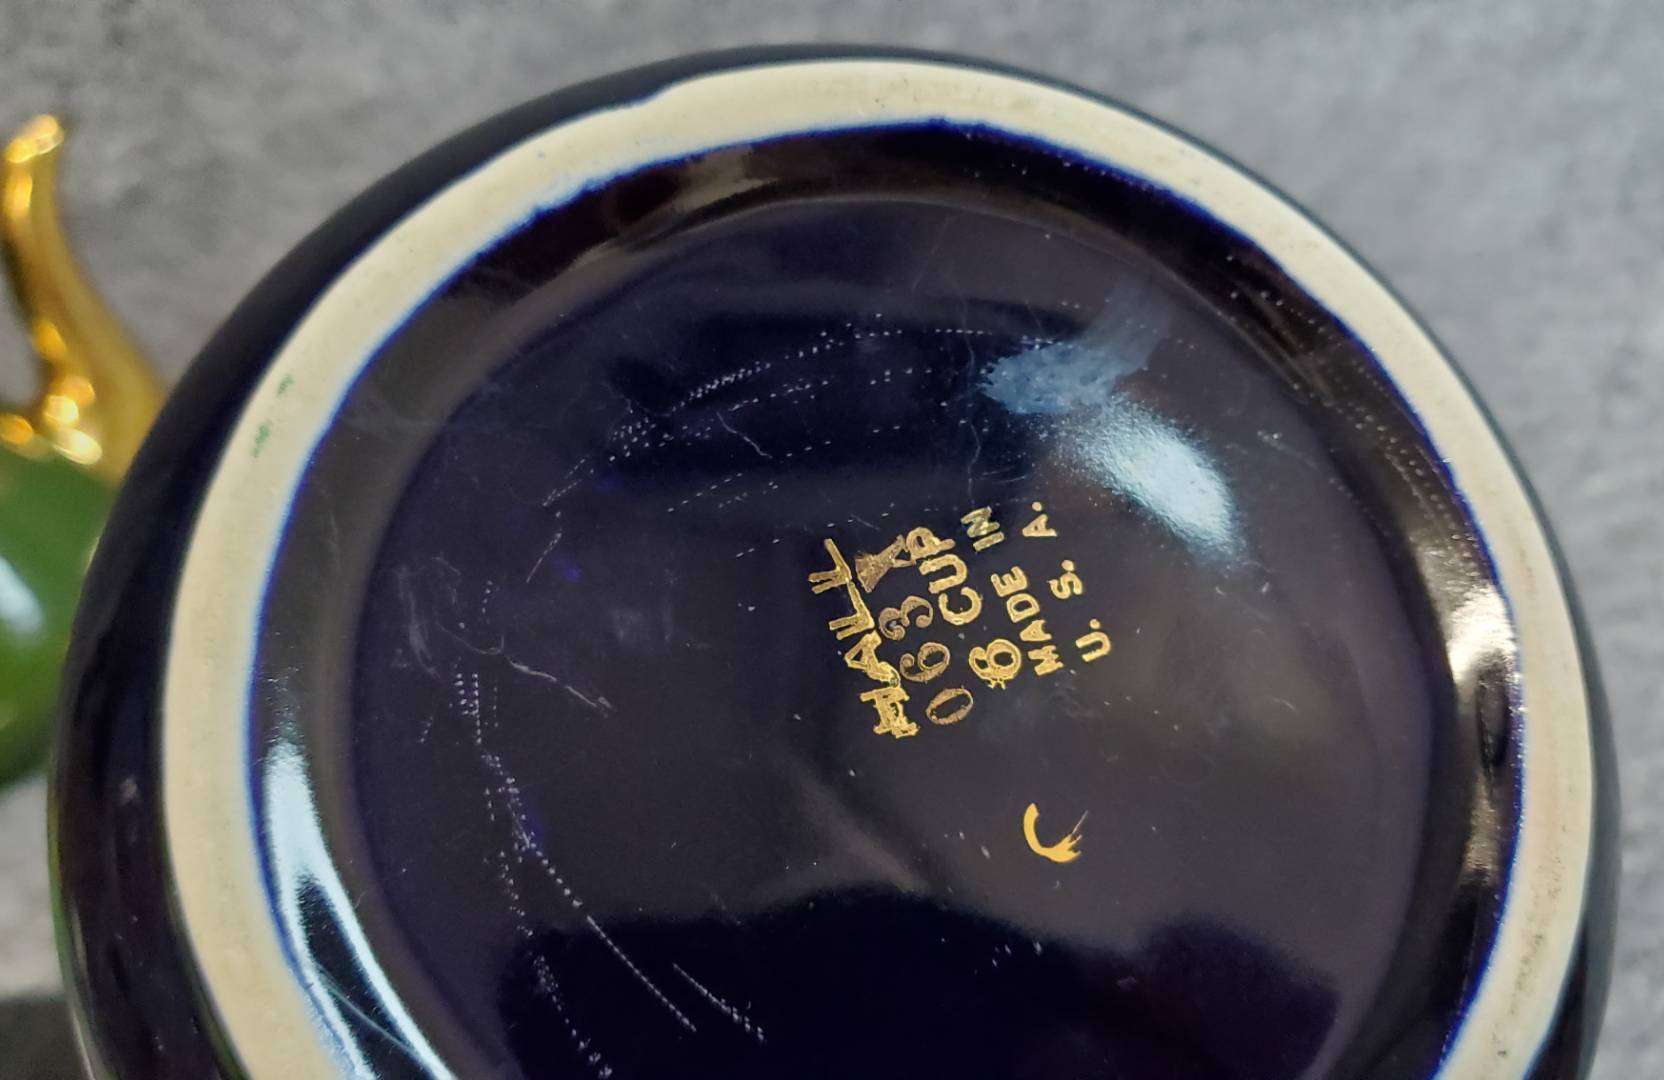 HALL
063 X
6 CUP
MADE IN
U. S. A.